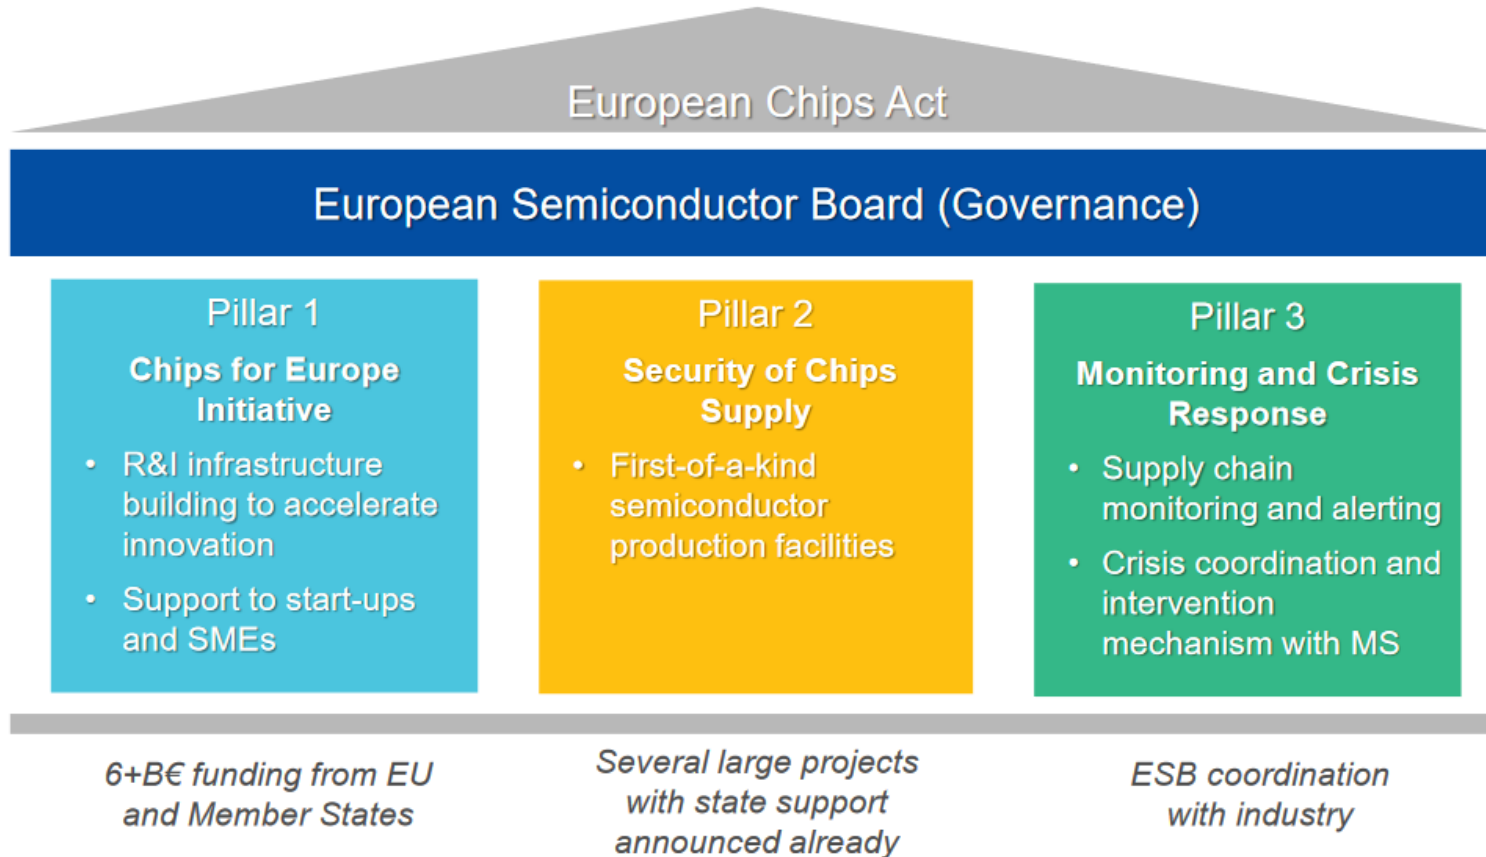 European Chips Act
European Semiconductor Board (Governance)
Pillar 1
Chips for Europe
Initiative
• R&I infrastructure
building to accelerate
innovation
• Support to start-ups
and SMEs
Pillar 2
Security of Chips
Supply
• First-of-a-kind
semiconductor
production facilities
Pillar 3
Monitoring and Crisis
Response
• Supply chain
monitoring and alerting
• Crisis coordination and
intervention
mechanism with MS
6+B€ funding from EU
and Member States
Several large projects
with state support
announced already
ESB coordination
with industry